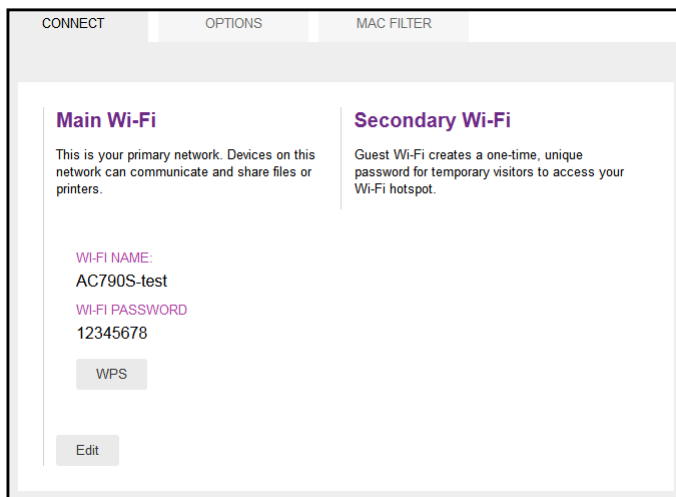 CONNECT OPTIONS MAC FILTER
Main Wi-Fi
This is your primary network. Devices on this
network can communicate and share files or
printers.
Secondary Wi-Fi
Guest Wi-Fi creates a one-time, unique
password for temporary visitors to access your
Wi-Fi hotspot.
WI-FI NAME:
AC790S-test
WI-FI PASSWORD
12345678
WPS
Edit